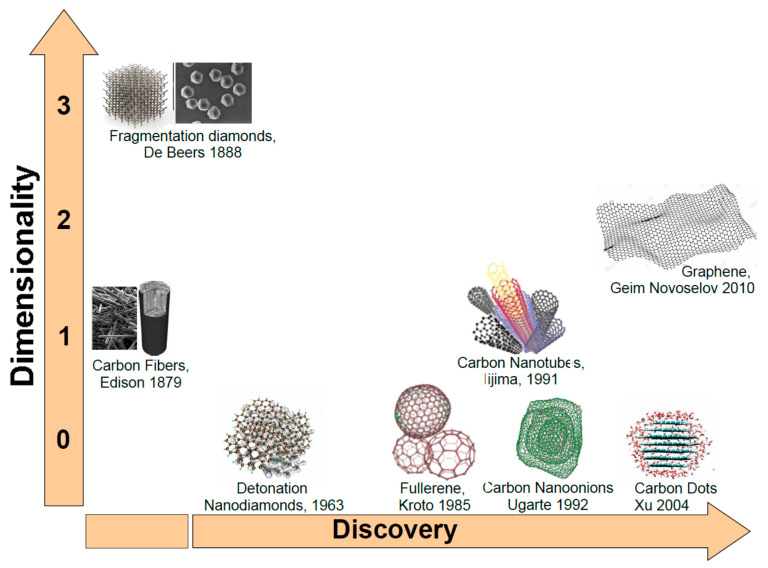 Dimensionality
3
2
1
0
Fragmentation diamonds,
De Beers 1888
Graphene,
Geim Novoselov 2010
Carbon Fibers,
Edison 1879
Carbon Nanotubes,
Iijima, 1991
Detonation
Nanodiamonds, 1963
Fullerene,
Kroto 1985
Carbon Nanoonions
Ugarte 1992
Carbon Dots
Xu 2004
Discovery